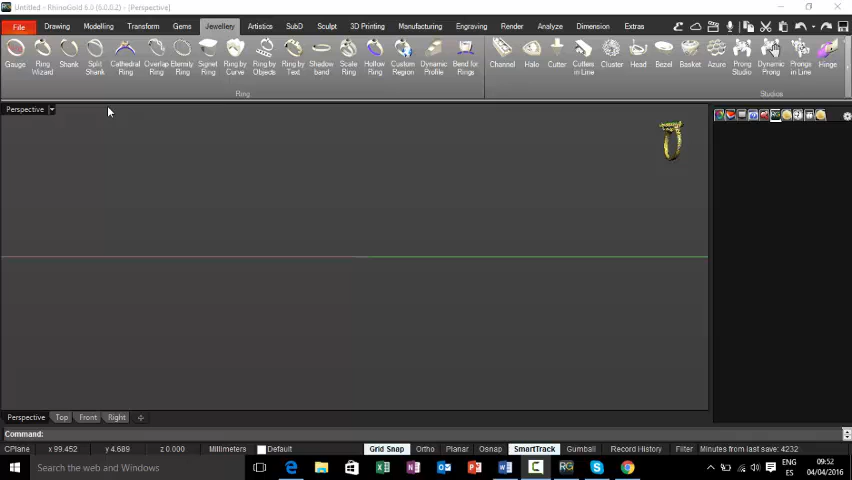 Untitled - RhinoGold 6.0 (6.0.0.2) - [Perspective]
File Drawing Modelling Transform Gems Jewellery Artistics SubD Sculpt 3D Printing Manufacturing Engraving Render Analyze Dimension Extras
Gauge Ring Wizard Shank Split Shank Cathedral Ring Overlap Ring Eternity Ring Signet Ring Ring by Curve Ring by Objects Ring by Text Shadow band Scale Ring Hollow Ring Custom Region Dynamic Profile Bend for Rings Channel Halo Cutter Cutters in Line Cluster Head Bezel Basket Azure Prong Studio Dynamic Prong Prongs in Line Hinge
Ring Studios
Perspective
Perspective Top Front Right
Command:
CPlane x 99.452 y 4.689 z 0.000 Millimeters Default Grid Snap Ortho Planar Osnap SmartTrack Gumball Record History Filter Minutes from last save: 4232
Search the web and Windows
ENG 09:52
ES 04/04/2016